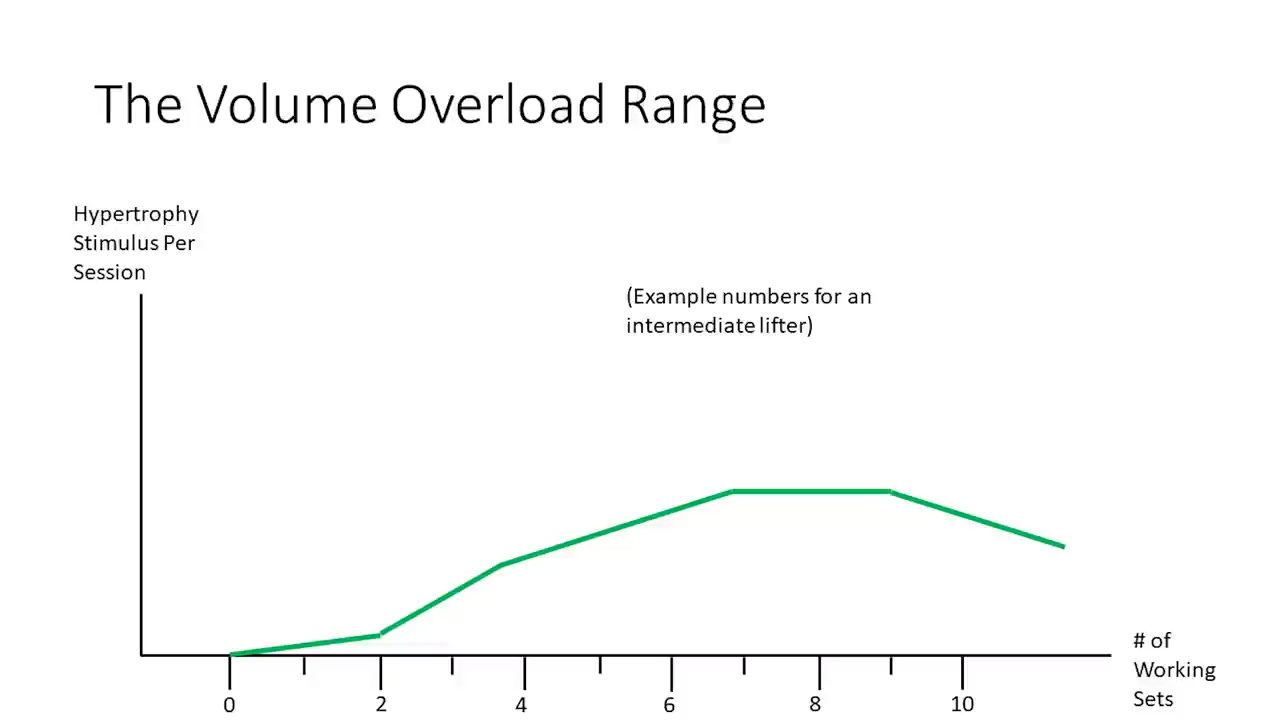 The Volume Overload Range
Hypertrophy
Stimulus Per
Session
(Example numbers for an
intermediate lifter)
# of
Working
Sets
0 2 4 6 8 10